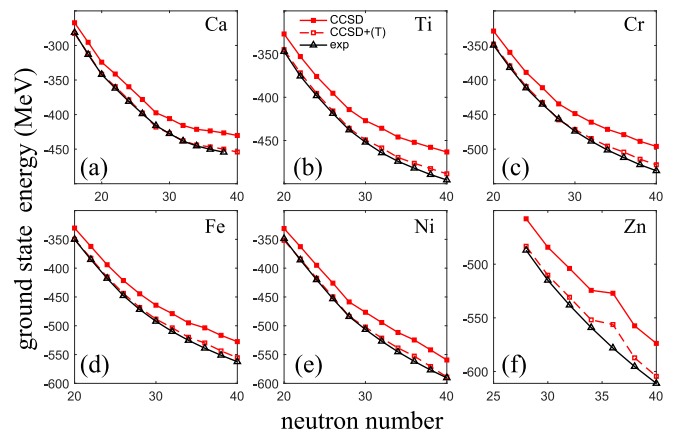 Ca
Ti
Cr
CCSD
CCSD+(T)
exp
-300
-350
-400
-450
-350
-400
-450
-350
-400
-450
-500
(a)
(b)
(c)
20 30 40
20 30 40
20 30 40
Fe
Ni
Zn
-350
-400
-450
-500
-550
-600
-350
-400
-450
-500
-550
-600
-500
-550
-600
(d)
(e)
(f)
20 30 40
20 30 40
25 30 35 40
ground state energy (MeV)
neutron number